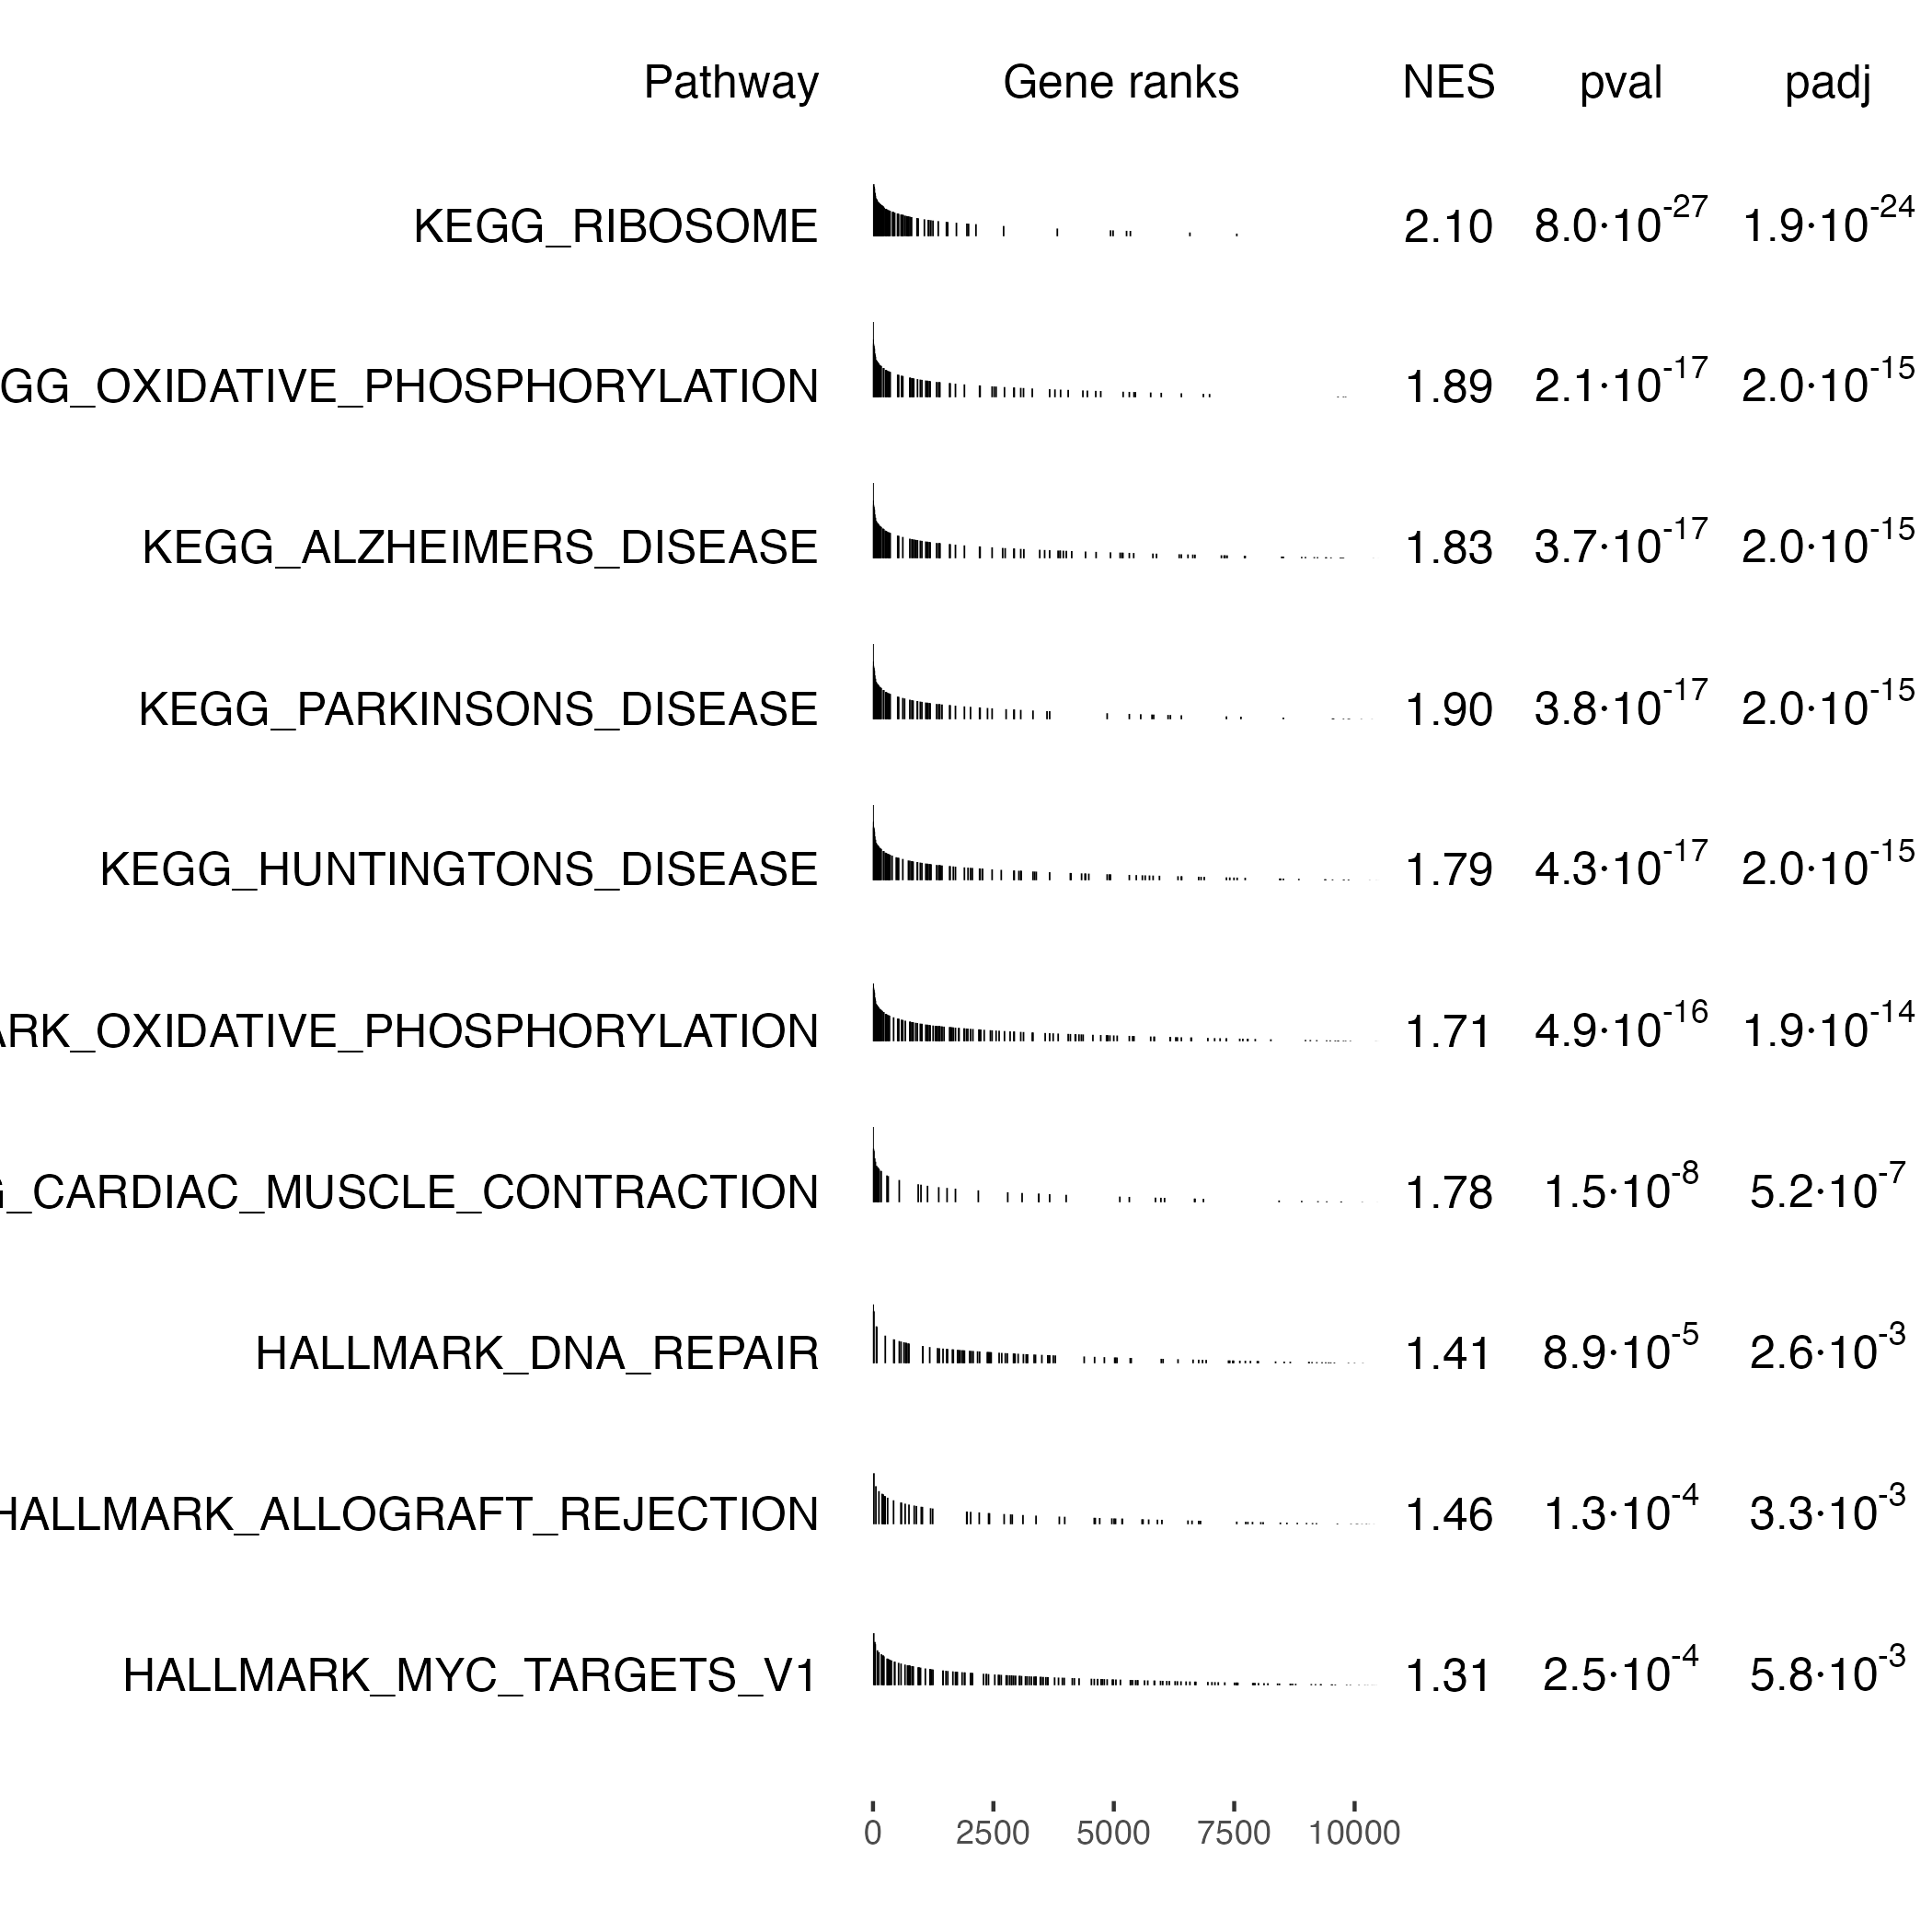 Pathway Gene ranks NES pval padj
KEGG_RIBOSOME 2.10 8.0·10⁻²⁷ 1.9·10⁻²⁴
GG_OXIDATIVE_PHOSPHORYLATION 1.89 2.1·10⁻¹⁷ 2.0·10⁻¹⁵
KEGG_ALZHEIMERS_DISEASE 1.83 3.7·10⁻¹⁷ 2.0·10⁻¹⁵
KEGG_PARKINSONS_DISEASE 1.90 3.8·10⁻¹⁷ 2.0·10⁻¹⁵
KEGG_HUNTINGTONS_DISEASE 1.79 4.3·10⁻¹⁷ 2.0·10⁻¹⁵
ARK_OXIDATIVE_PHOSPHORYLATION 1.71 4.9·10⁻¹⁶ 1.9·10⁻¹⁴
G_CARDIAC_MUSCLE_CONTRACTION 1.78 1.5·10⁻⁸ 5.2·10⁻⁷
HALLMARK_DNA_REPAIR 1.41 8.9·10⁻⁵ 2.6·10⁻³
HALLMARK_ALLOGRAFT_REJECTION 1.46 1.3·10⁻⁴ 3.3·10⁻³
HALLMARK_MYC_TARGETS_V1 1.31 2.5·10⁻⁴ 5.8·10⁻³
0 2500 5000 7500 10000